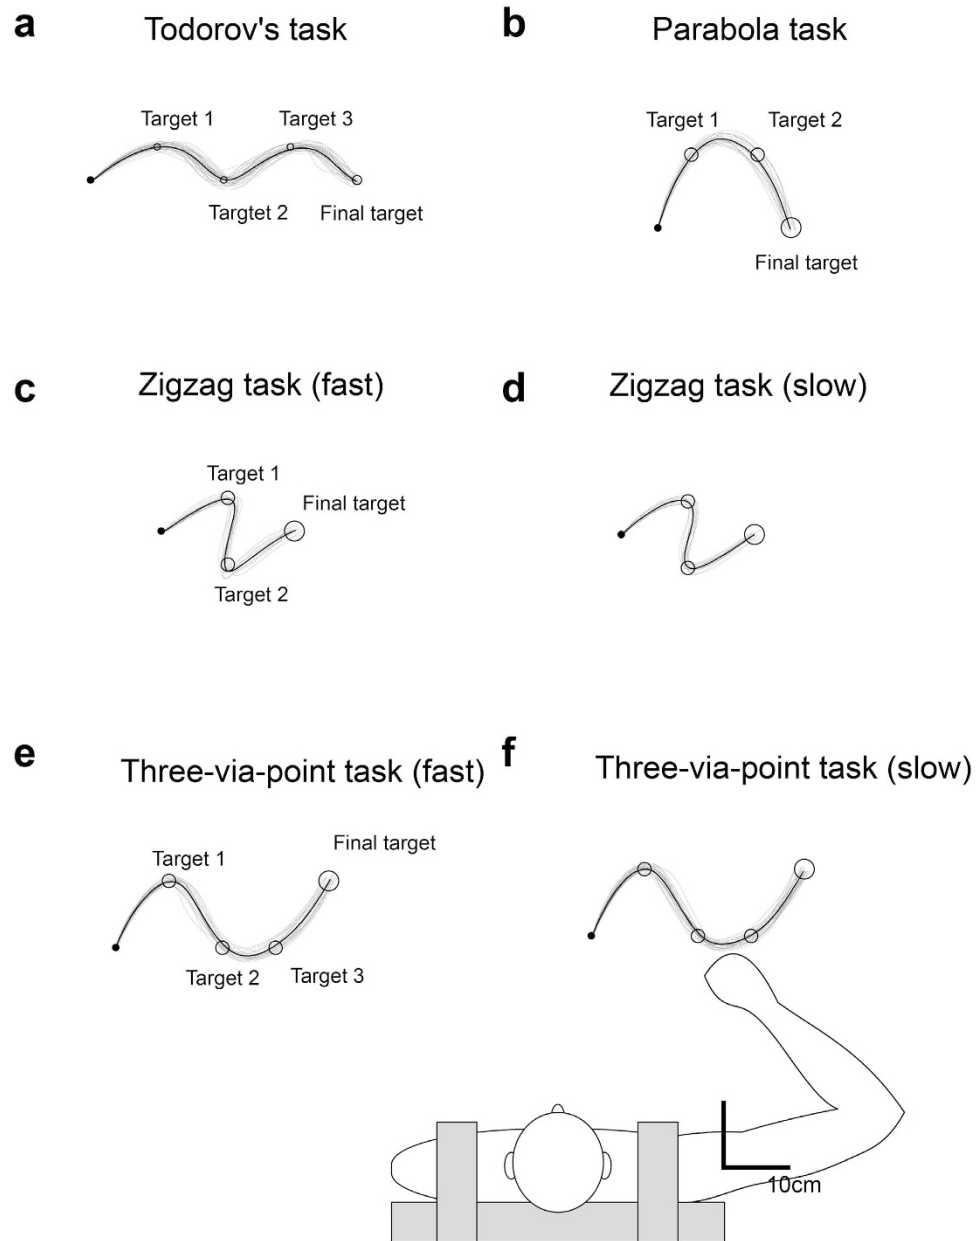 a
Todorov's task
Target 1
Target 3
Targtet 2
Final target
b
Parabola task
Target 1
Target 2
Final target
c
Zigzag task (fast)
Target 1
Final target
Target 2
d
Zigzag task (slow)
e
Three-via-point task (fast)
Final target
Target 1
Target 2
Target 3
f
Three-via-point task (slow)
10cm